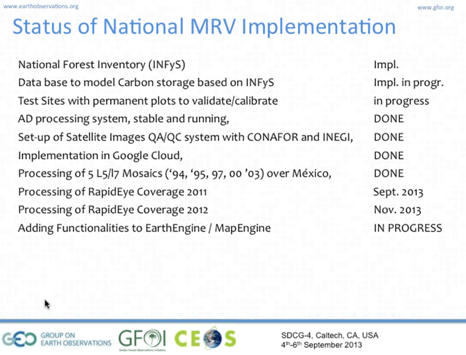 www.earthobservations.org www.gfoi.org
Status of National MRV Implementation
National Forest Inventory (INFyS) Impl.
Data base to model Carbon storage based on INFyS Impl. in progr.
Test Sites with permanent plots to validate/calibrate in progress
AD processing system, stable and running, DONE
Set-up of Satellite Images QA/QC system with CONAFOR and INEGI, DONE
Implementation in Google Cloud, DONE
Processing of 5 L5/l7 Mosaics (‘94, ‘95, 97, 00 ’03) over México, DONE
Processing of RapidEye Coverage 2011 Sept. 2013
Processing of RapidEye Coverage 2012 Nov. 2013
Adding Functionalities to EarthEngine / MapEngine IN PROGRESS
GEO GROUP ON EARTH OBSERVATIONS
GFOI
Global Forest Observations Initiative
CEOS
SDCG-4, Caltech, CA, USA
4th-6th September 2013